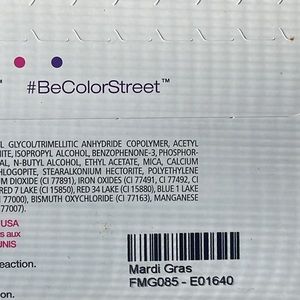 ™ #BeColorStreet™
L GLYCOL/TRIMELLITIC ANHYDRIDE COPOLYMER, ACETYL
ITE, ISOPROPYL ALCOHOL, BENZOPHENONE-3, PHOSPHOR-
AL, N-BUTYL ALCOHOL, ETHYL ACETATE, MICA, CALCIUM
HLOGOPITE, STEARALKONIUM HECTORITE, POLYETHYLENE
UM DIOXIDE (CI 77891), IRON OXIDES (CI 77491, CI 77492, CI
RED 7 LAKE (CI 15850), RED 34 LAKE (CI 15880), BLUE 1 LAKE
I 77000), BISMUTH OXYCHLORIDE (CI 77163), MANGANESE
77007).
USA
s aux
UNIS
eaction.
Mardi Gras
FMG085 - E01640